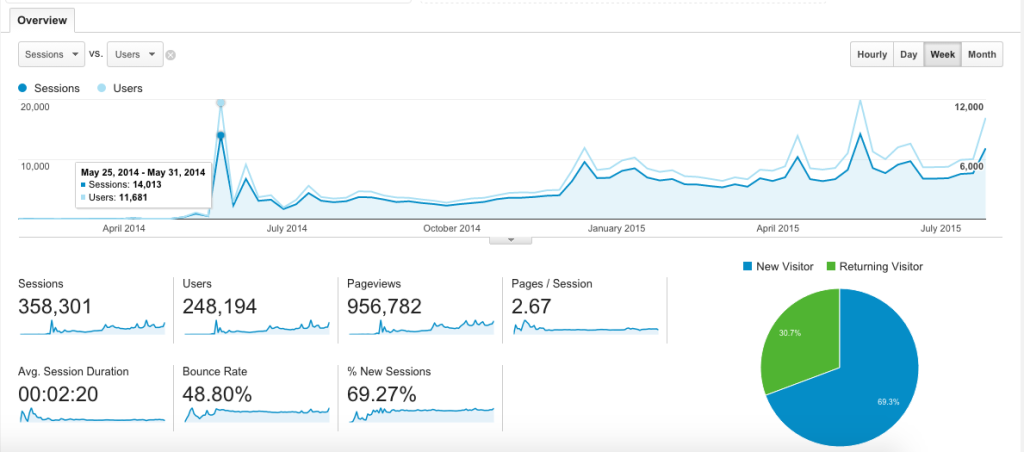 Overview
Sessions vs. Users
Hourly Day Week Month
Sessions Users
20,000 12,000
10,000 6,000
May 25, 2014 - May 31, 2014
Sessions: 14,013
Users: 11,681
April 2014 July 2014 October 2014 January 2015 April 2015 July 2015
New Visitor Returning Visitor
Sessions Users Pageviews Pages / Session
358,301 248,194 956,782 2.67
30.7%
69.3%
Avg. Session Duration Bounce Rate % New Sessions
00:02:20 48.80% 69.27%